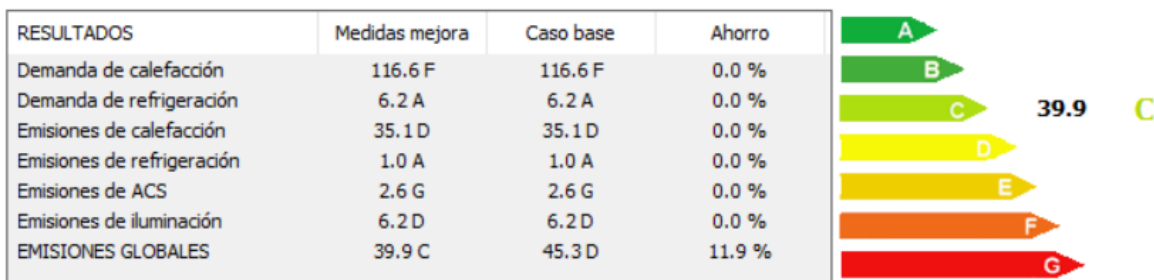 RESULTADOS Medidas mejora Caso base Ahorro
Demanda de calefacción 116.6 F 116.6 F 0.0 %
Demanda de refrigeración 6.2 A 6.2 A 0.0 %
Emisiones de calefacción 35.1 D 35.1 D 0.0 %
Emisiones de refrigeración 1.0 A 1.0 A 0.0 %
Emisiones de ACS 2.6 G 2.6 G 0.0 %
Emisiones de iluminación 6.2 D 6.2 D 0.0 %
EMISIONES GLOBALES 39.9 C 45.3 D 11.9 %
A
B
C 39.9 C
D
E
F
G